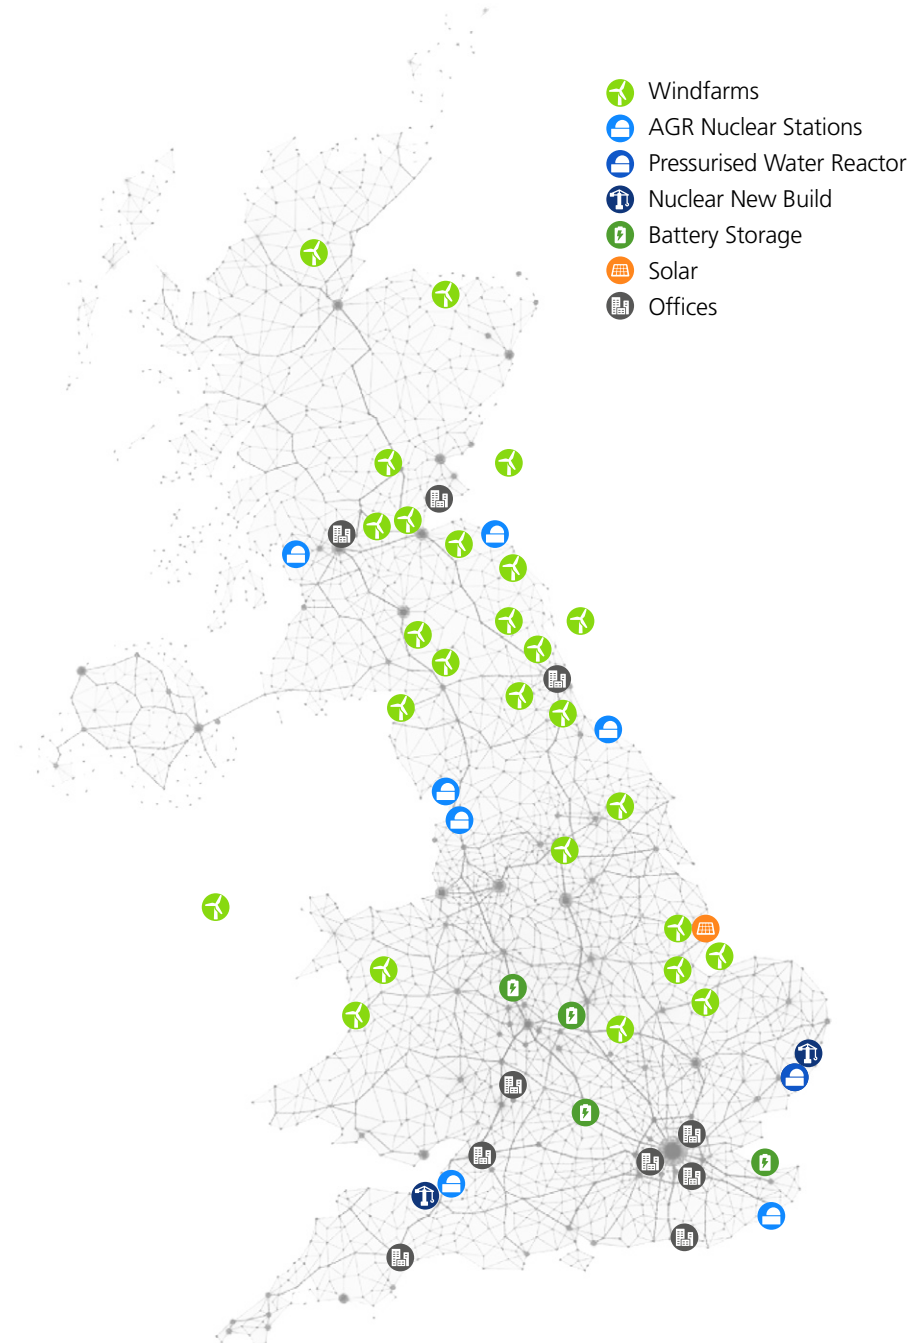 Windfarms
AGR Nuclear Stations
Pressurised Water Reactor
Nuclear New Build
Battery Storage
Solar
Offices